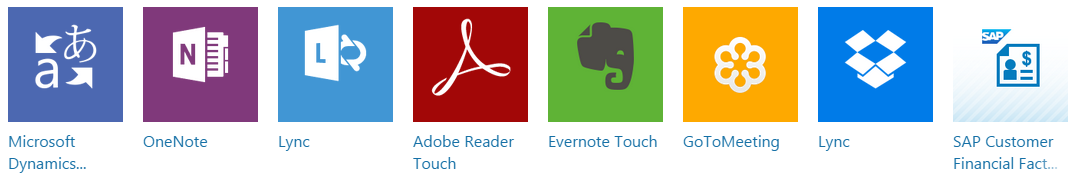 a あ
N
L
SAP
$
Microsoft
Dynamics...
OneNote
Lync
Adobe Reader
Touch
Evernote Touch
GoToMeeting
Lync
SAP Customer
Financial Fact...